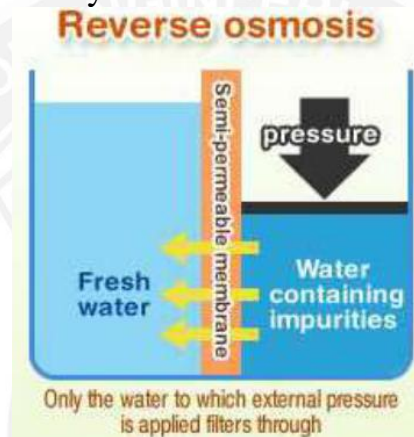 Reverse osmosis
Semi-permeable membrane
pressure
Fresh
water
Water
containing
impurities
Only the water to which external pressure
is applied filters through